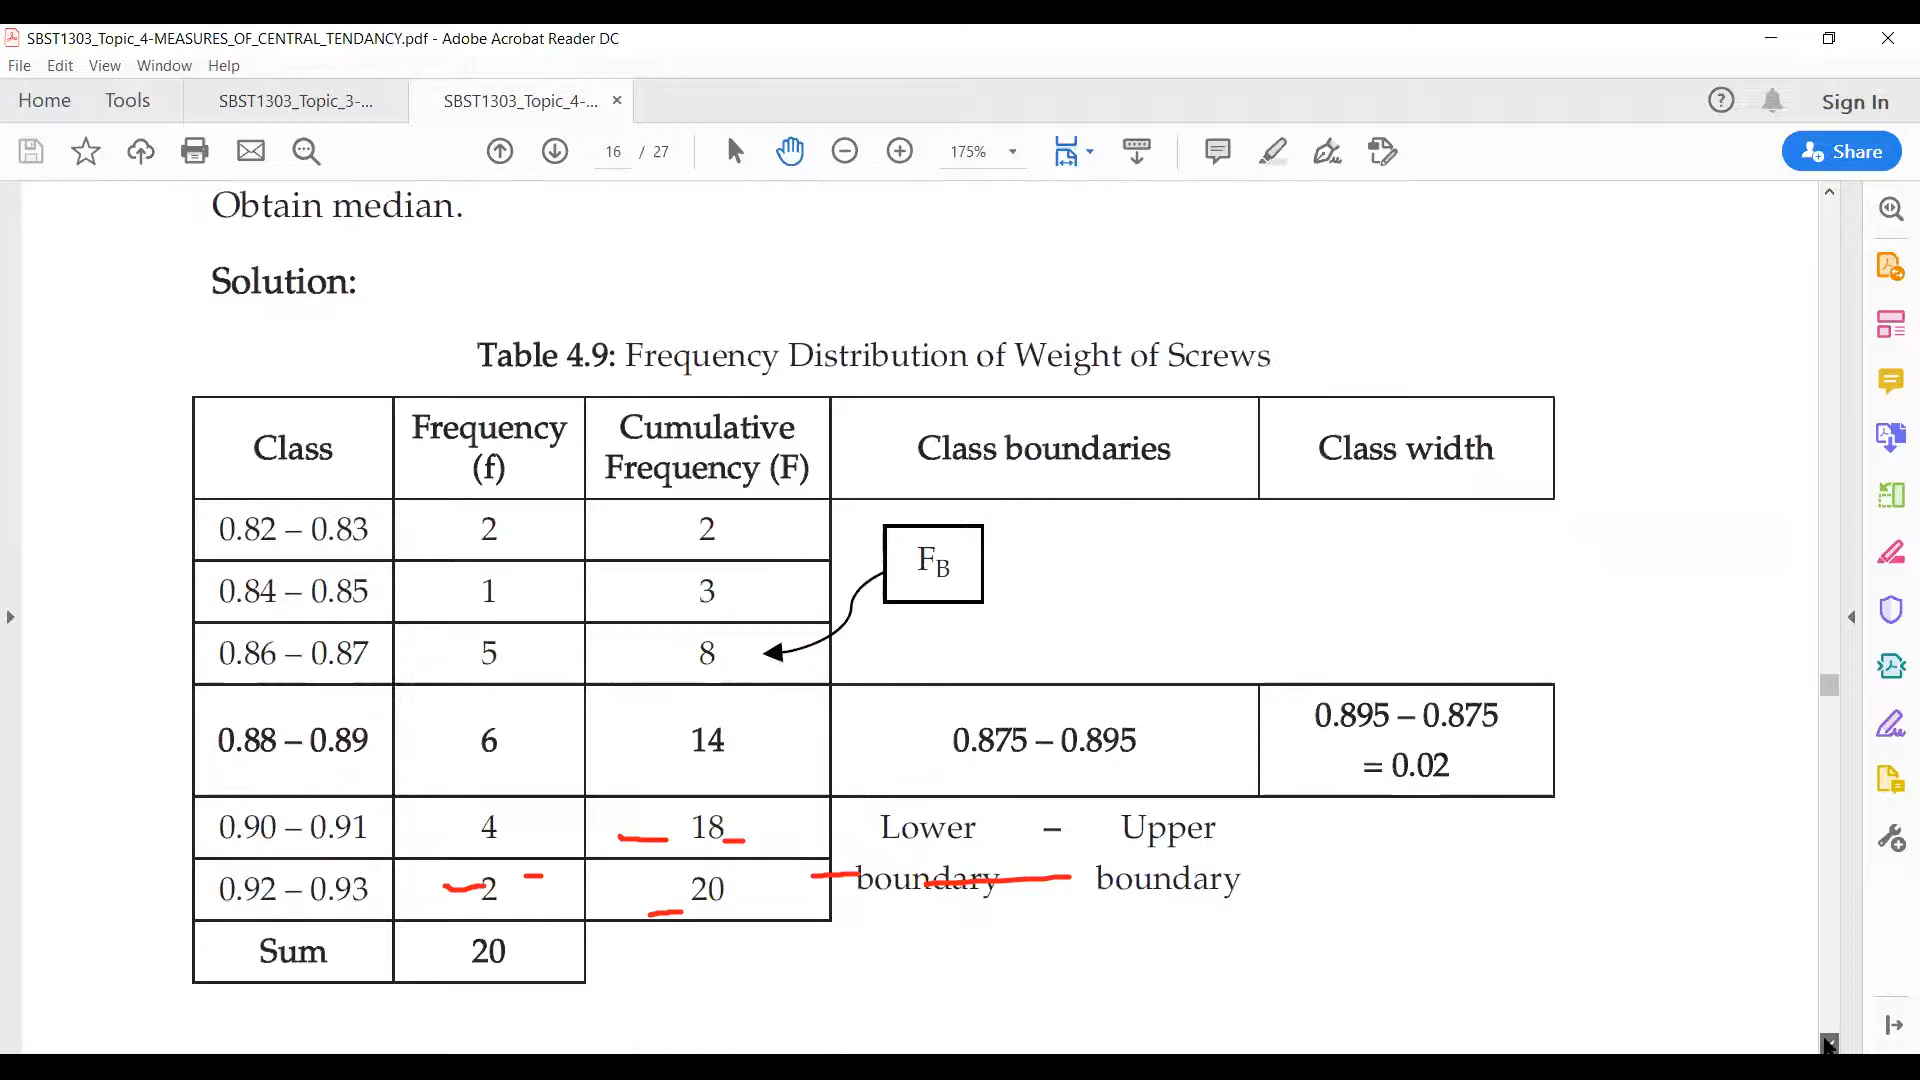 SBST1303_Topic_4-MEASURES_OF_CENTRAL_TENDANCY.pdf - Adobe Acrobat Reader DC
File Edit View Window Help
Home Tools SBST1303_Topic_3-... SBST1303_Topic_4-... × Sign In
16 / 27 175% Share
Obtain median.
Solution:
Table 4.9: Frequency Distribution of Weight of Screws
Class Frequency (f) Cumulative Frequency (F) Class boundaries Class width
0.82 – 0.83 2 2
FB
0.84 – 0.85 1 3
0.86 – 0.87 5 8
0.88 – 0.89 6 14 0.875 – 0.895 0.895 – 0.875 = 0.02
0.90 – 0.91 4 18 Lower – Upper
0.92 – 0.93 2 20 boundary boundary
Sum 20